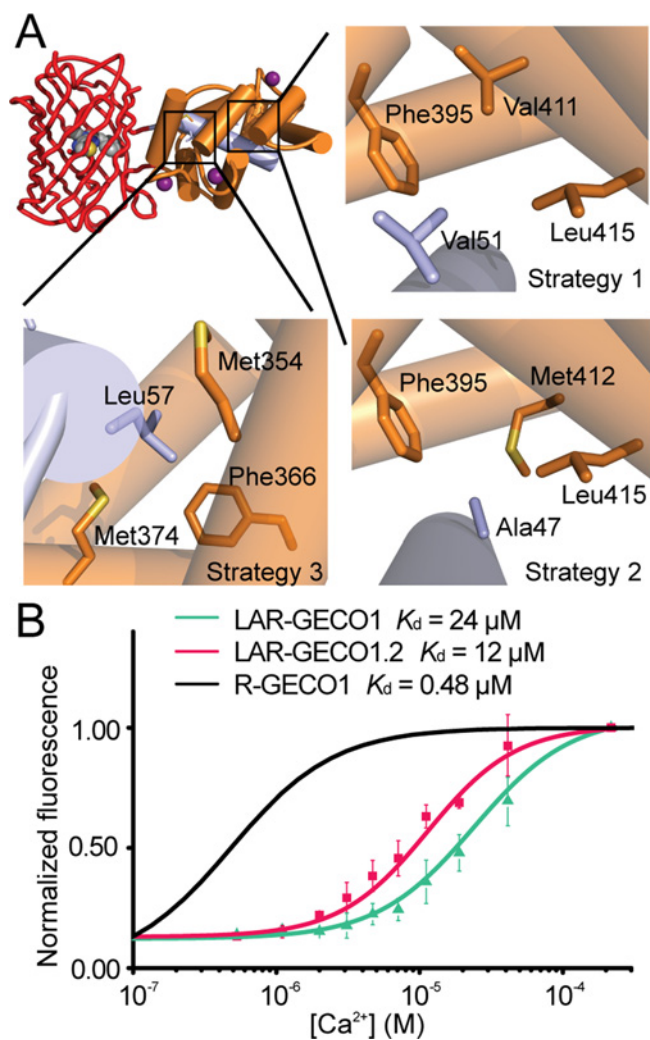 A
Phe395
Val411
Val51
Leu415
Strategy 1
Leu57
Met354
Phe366
Met374
Strategy 3
Phe395
Met412
Leu415
Ala47
Strategy 2
B
LAR-GECO1 Kd = 24 µM
LAR-GECO1.2 Kd = 12 µM
R-GECO1 Kd = 0.48 µM
Normalized fluorescence
1.00
0.50
0.00
10⁻⁷ 10⁻⁶ 10⁻⁵ 10⁻⁴
[Ca²⁺] (M)